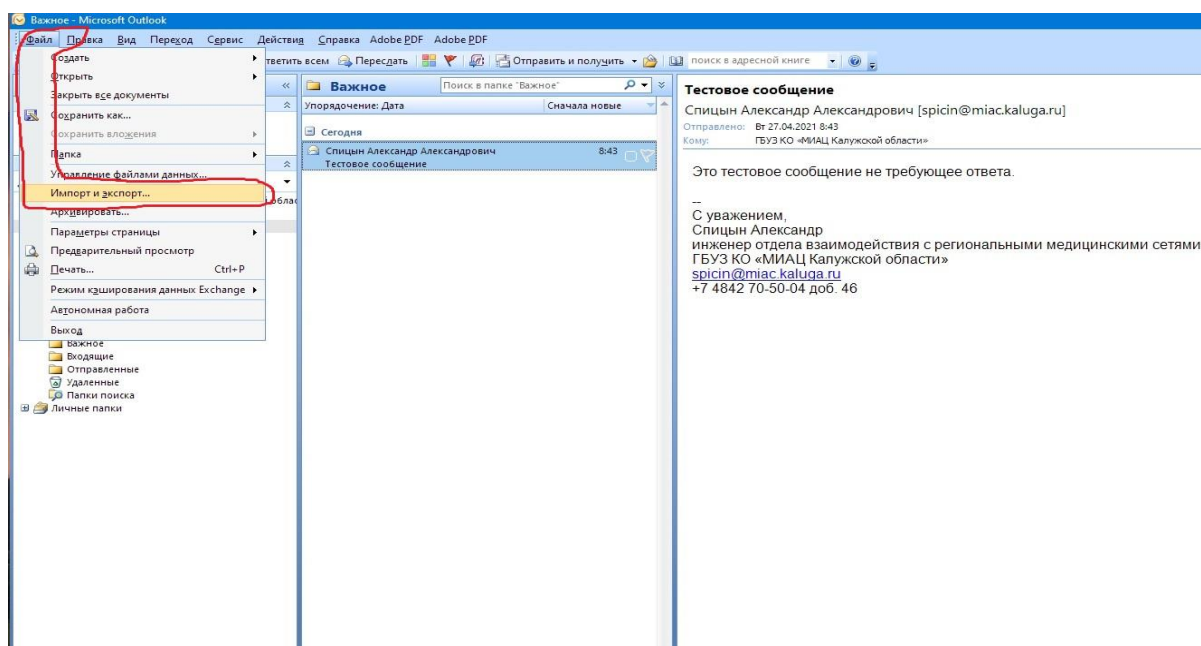 Важное - Microsoft Outlook
Файл Правка Вид Переход Сервис Действия Справка Adobe PDF Adobe PDF
всем Переслать Отправить и получить поиск в адресной книге
Создать
Открыть
Закрыть все документы
Сохранить как...
Сохранить вложения
Папка
Управление файлами данных...
Импорт и экспорт...
Архивировать...
Параметры страницы
Предварительный просмотр
Печать... Ctrl+P
Режим кэширования данных Exchange
Автономная работа
Выход
Важное
Входящие
Отправленные
Удаленные
Папки поиска
Личные папки
Важное Поиск в папке "Важное"
Упорядочение: Дата Сначала новые
Сегодня
Спицын Александр Александрович 8:43
Тестовое сообщение
Тестовое сообщение
Спицын Александр Александрович [spicin@miac.kaluga.ru]
Отправлено: Вт 27.04.2021 8:43
Кому: ГБУЗ КО «МИАЦ Калужской области»
Это тестовое сообщение не требующее ответа.
--
С уважением,
Спицын Александр
инженер отдела взаимодействия с региональными медицинскими сетями
ГБУЗ КО «МИАЦ Калужской области»
spicin@miac.kaluga.ru
+7 4842 70-50-04 доб. 46